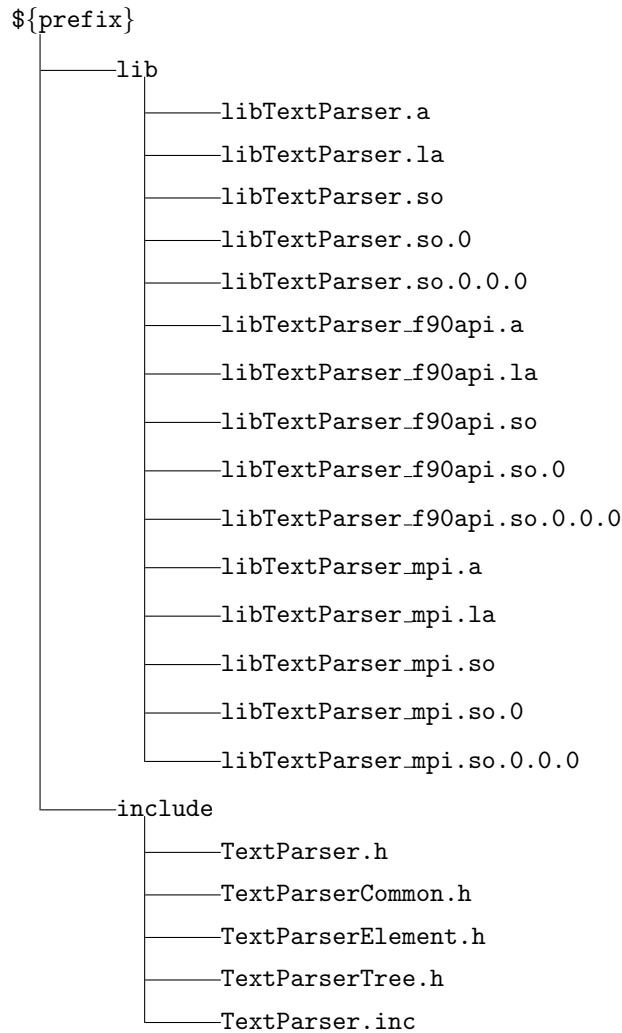 ${prefix}
lib
libTextParser.a
libTextParser.la
libTextParser.so
libTextParser.so.0
libTextParser.so.0.0.0
libTextParser_f90api.a
libTextParser_f90api.la
libTextParser_f90api.so
libTextParser_f90api.so.0
libTextParser_f90api.so.0.0.0
libTextParser_mpi.a
libTextParser_mpi.la
libTextParser_mpi.so
libTextParser_mpi.so.0
libTextParser_mpi.so.0.0.0
include
TextParser.h
TextParserCommon.h
TextParserElement.h
TextParserTree.h
TextParser.inc